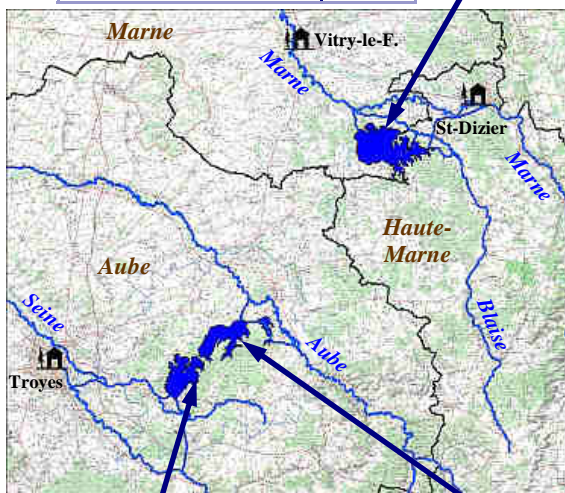 Marne
Vitry-le-F.
Marne
St-Dizier
Marne
Haute-
Marne
Aube
Seine
Blaise
Aube
Troyes